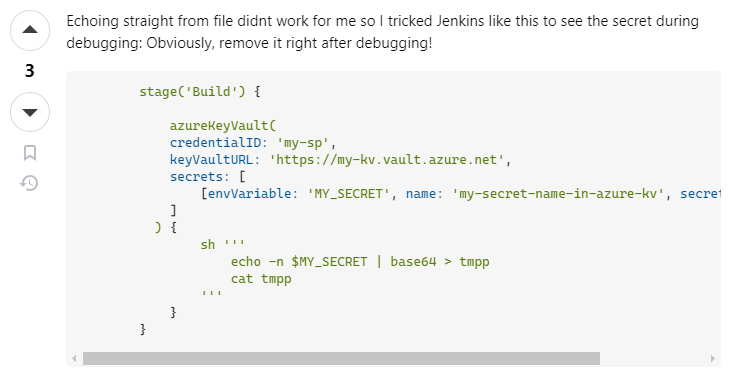 Echoing straight from file didnt work for me so I tricked Jenkins like this to see the secret during
debugging: Obviously, remove it right after debugging!
3
stage('Build') {
azureKeyVault(
credentialID: 'my-sp',
keyVaultURL: 'https://my-kv.vault.azure.net',
secrets: [
[envVariable: 'MY_SECRET', name: 'my-secret-name-in-azure-kv', secret
]
) {
sh '''
echo -n $MY_SECRET | base64 > tmpp
cat tmpp
'''
}
}